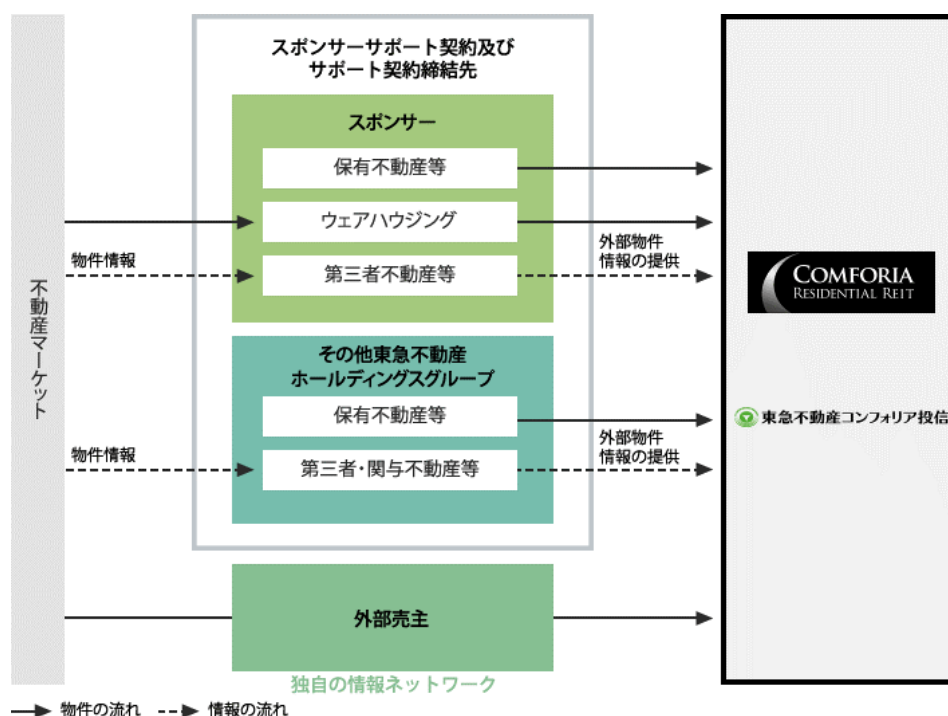 スポンサーサポート契約及び
サポート契約締結先
スポンサー
保有不動産等
ウェアハウジング
物件情報
第三者不動産等
外部物件
情報の提供
不動産マーケット
COMFORIA
RESIDENTIAL REIT
その他東急不動産
ホールディングスグループ
保有不動産等
東急不動産コンフォリア投信
物件情報
第三者・関与不動産等
外部物件
情報の提供
外部売主
独自の情報ネットワーク
物件の流れ
情報の流れ